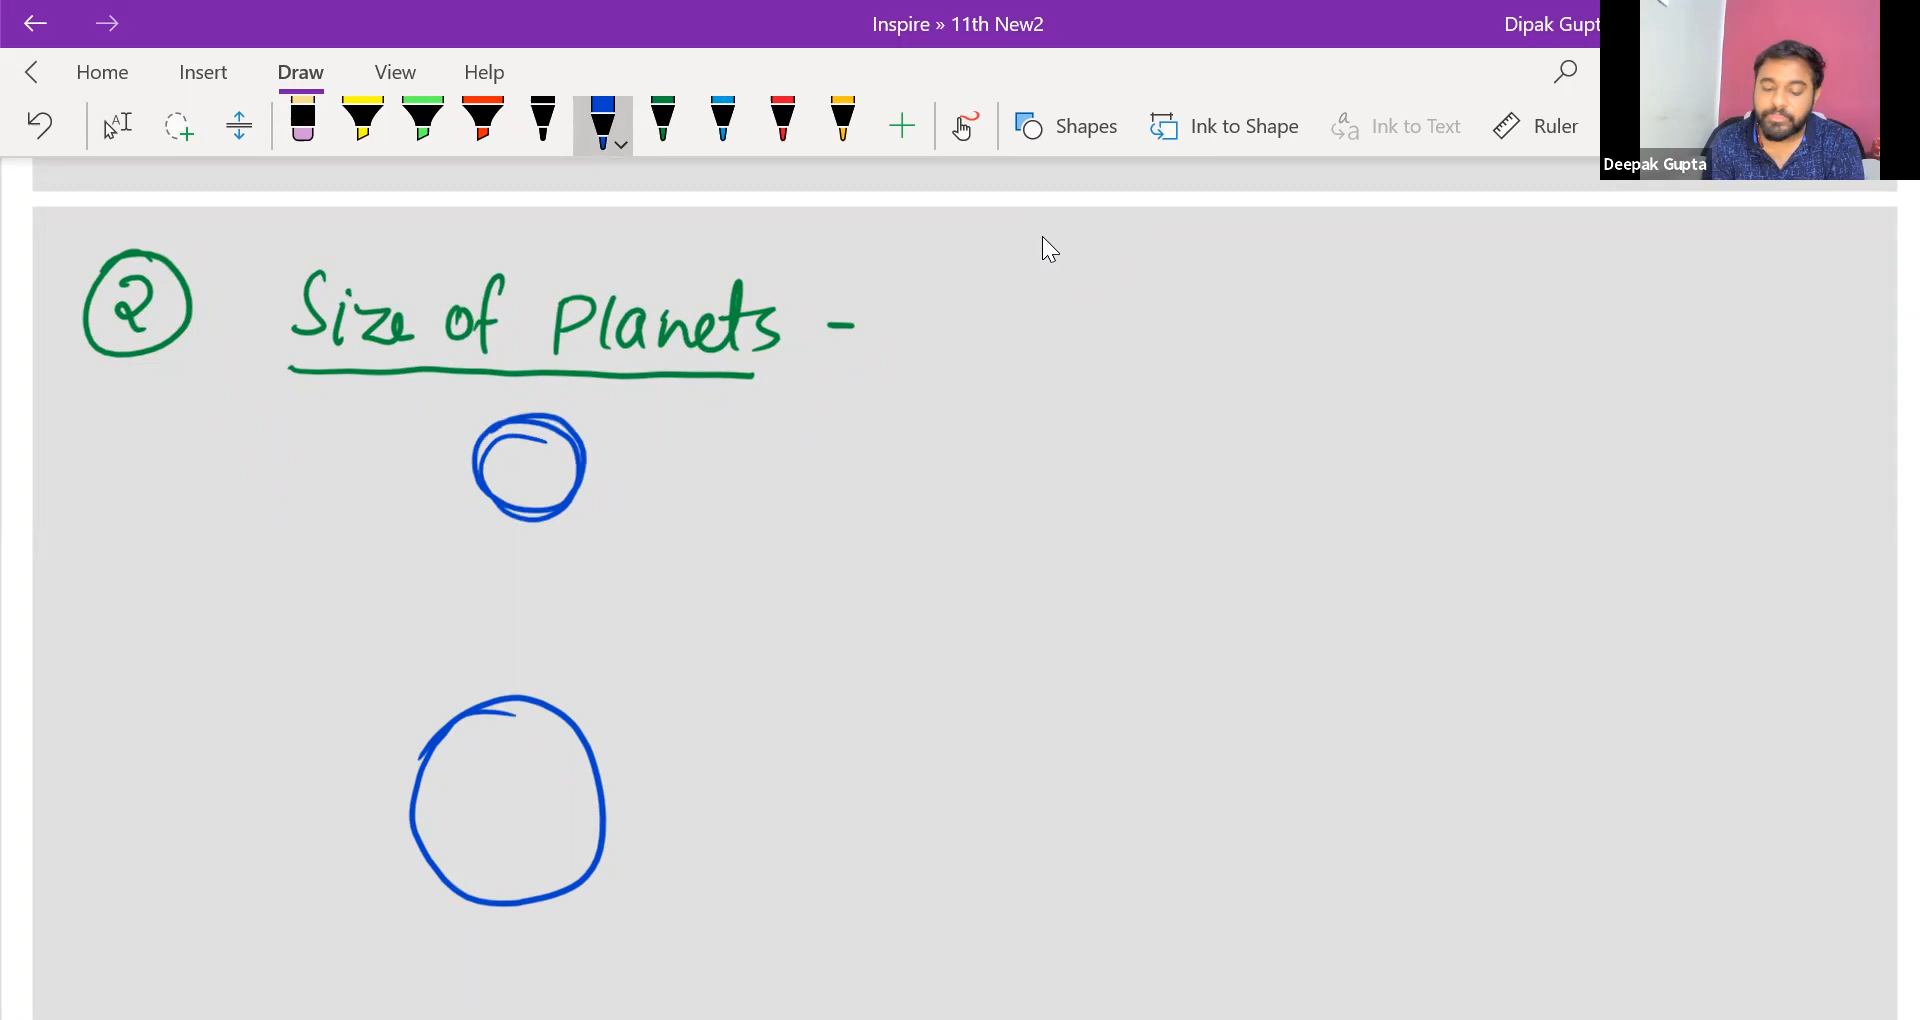 Inspire » 11th New2
Dipak Gupt
Home Insert Draw View Help
Shapes Ink to Shape Ink to Text Ruler
Deepak Gupta
2 Size of Planets -